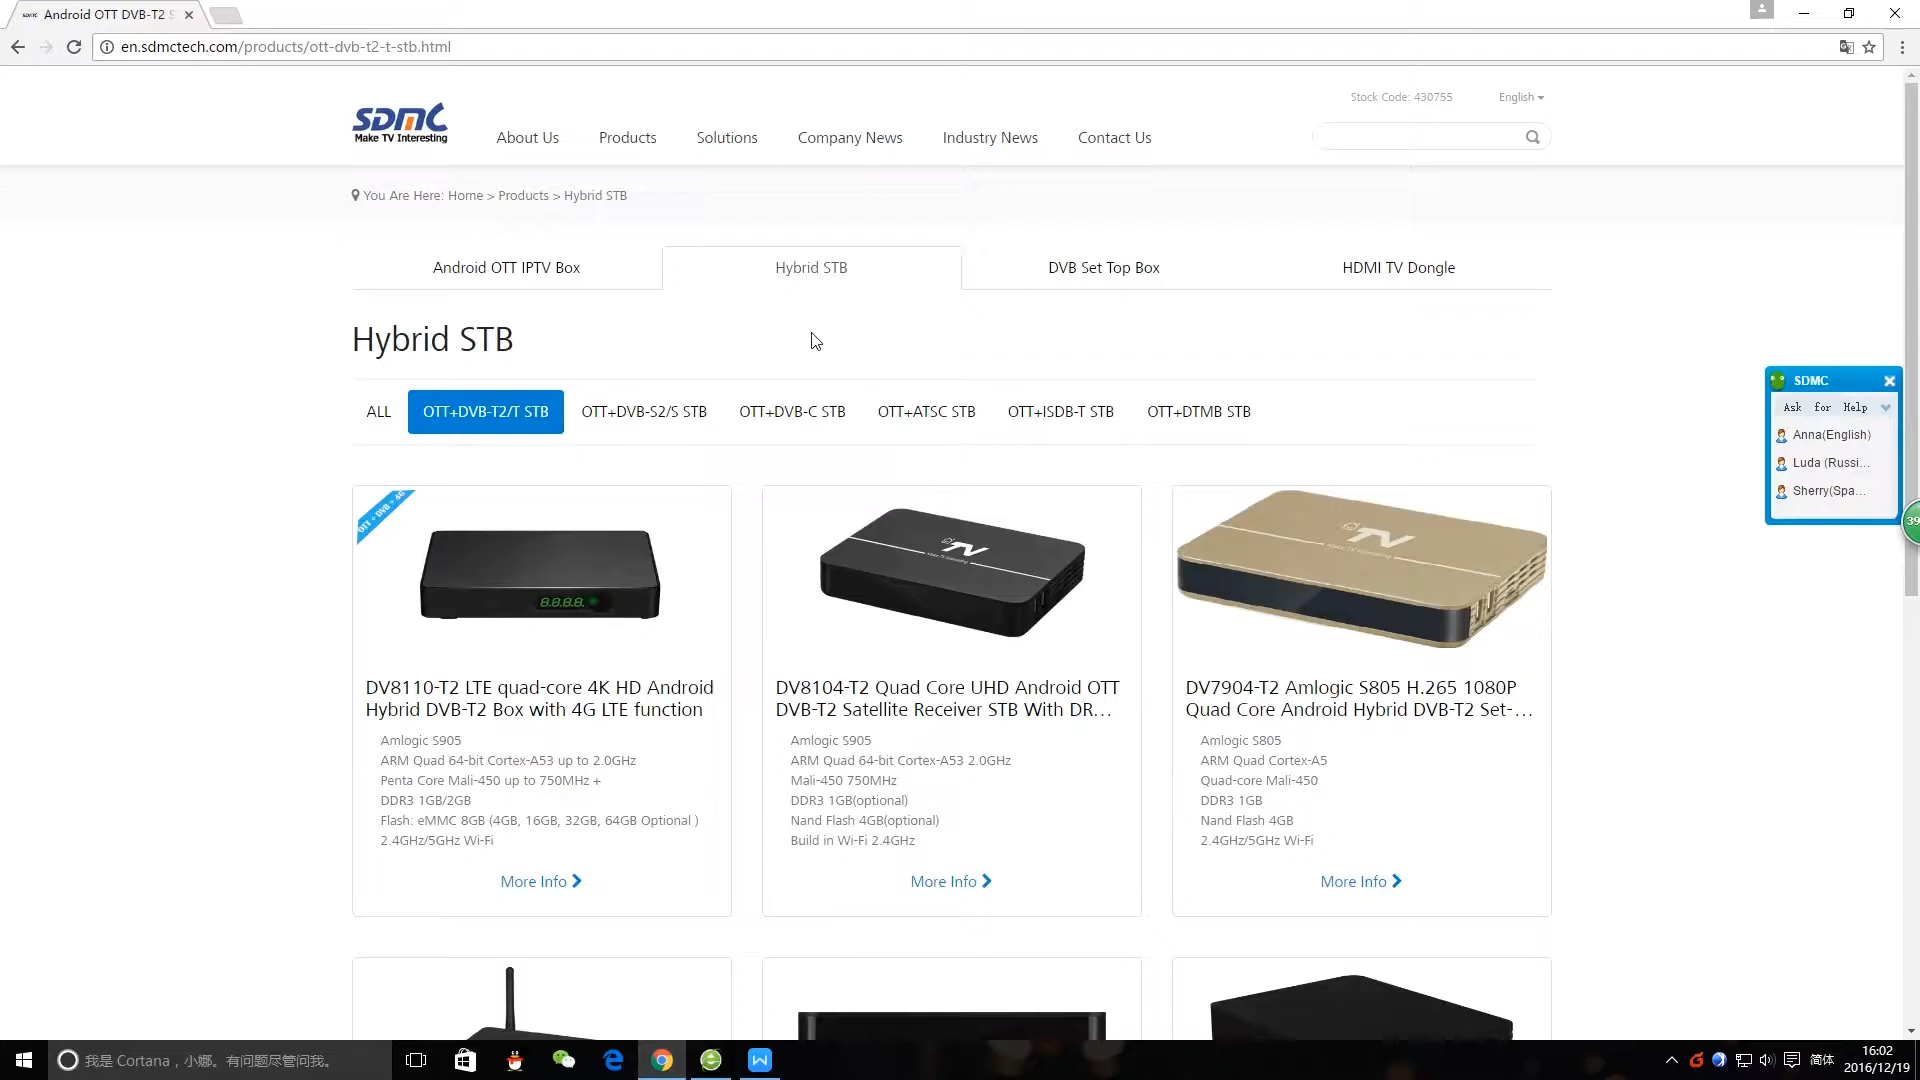 Android OTT DVB-T2 S
en.sdmctech.com/products/ott-dvb-t2-t-stb.html
Stock Code: 430755
English
SDMC
Make TV Interesting
About Us
Products
Solutions
Company News
Industry News
Contact Us
You Are Here: Home > Products > Hybrid STB
Android OTT IPTV Box
Hybrid STB
DVB Set Top Box
HDMI TV Dongle
Hybrid STB
ALL
OTT+DVB-T2/T STB
OTT+DVB-S2/S STB
OTT+DVB-C STB
OTT+ATSC STB
OTT+ISDB-T STB
OTT+DTMB STB
SDMC
Ask for Help
Anna(English)
Luda (Russi...
Sherry(Spa...
39
OTT + DVB + 4G
8.8.8.8.
TV
Make TV Interesting
TV
DV8110-T2 LTE quad-core 4K HD Android
Hybrid DVB-T2 Box with 4G LTE function
Amlogic S905
ARM Quad 64-bit Cortex-A53 up to 2.0GHz
Penta Core Mali-450 up to 750MHz +
DDR3 1GB/2GB
Flash: eMMC 8GB (4GB, 16GB, 32GB, 64GB Optional )
2.4GHz/5GHz Wi-Fi
More Info
DV8104-T2 Quad Core UHD Android OTT
DVB-T2 Satellite Receiver STB With DR...
Amlogic S905
ARM Quad 64-bit Cortex-A53 2.0GHz
Mali-450 750MHz
DDR3 1GB(optional)
Nand Flash 4GB(optional)
Build in Wi-Fi 2.4GHz
More Info
DV7904-T2 Amlogic S805 H.265 1080P
Quad Core Android Hybrid DVB-T2 Set-...
Amlogic S805
ARM Quad Cortex-A5
Quad-core Mali-450
DDR3 1GB
Nand Flash 4GB
2.4GHz/5GHz Wi-Fi
More Info
我是 Cortana，小娜。有问题尽管问我。
简体
16:02
2016/12/19